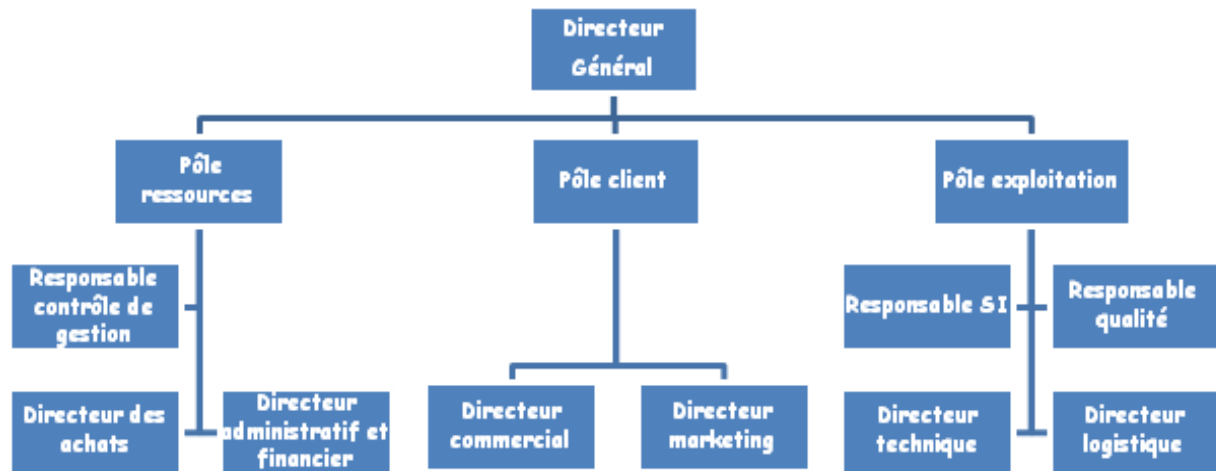 Directeur
Général
Pôle
ressources
Pôle client
Pôle exploitation
Responsable
contrôle de
gestion
Responsable SI
Responsable
qualité
Directeur des
achats
Directeur
administratif et
financier
Directeur
commercial
Directeur
marketing
Directeur
technique
Directeur
logistique